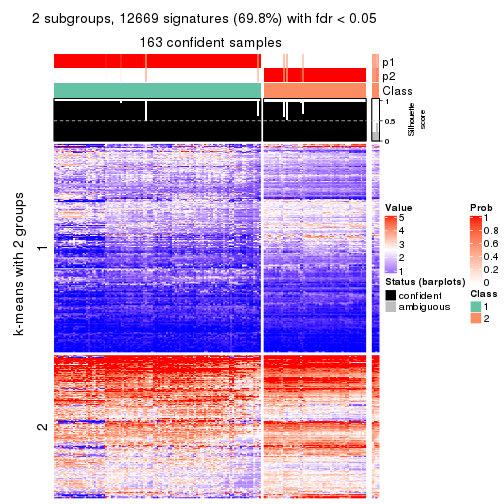 2 subgroups, 12669 signatures (69.8%) with fdr < 0.05
163 confident samples
p1
p2
Class
1
0.5
0
Silhouette
score
k-means with 2 groups
1
2
Value
5
4
3
2
1
Status (barplots)
confident
ambiguous
Prob
1
0.8
0.6
0.4
0.2
0
Class
1
2